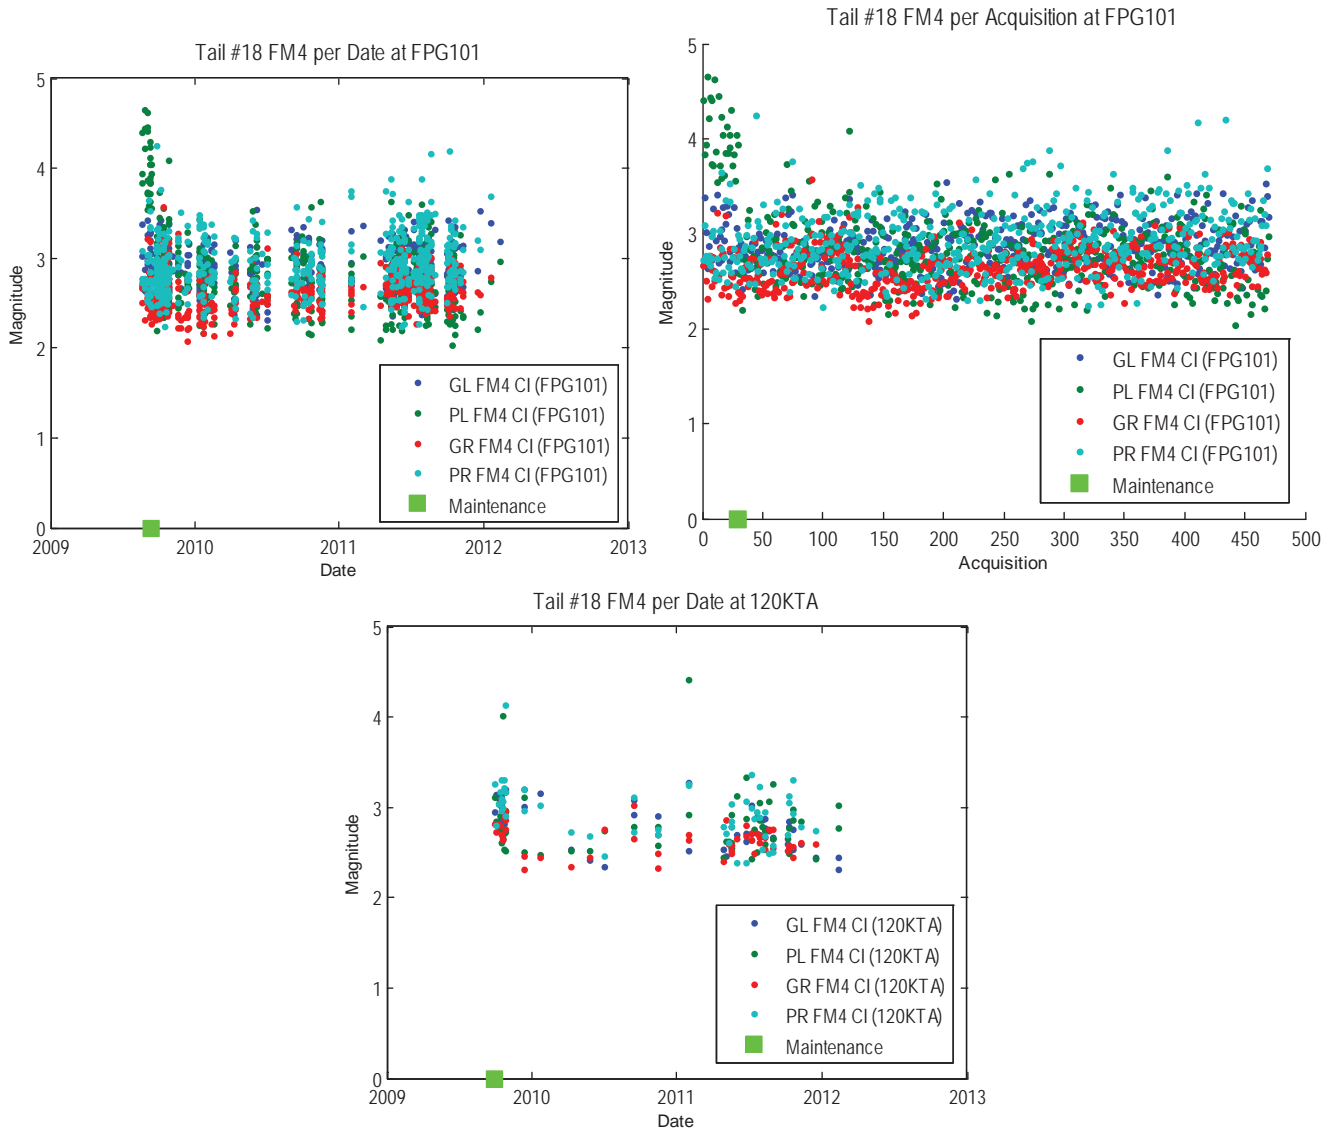 Tail #18 FM4 per Date at FPG101
5
4
3
2
1
0
Magnitude
2009
2010
2011
2012
2013
Date
GL FM4 CI (FPG101)
PL FM4 CI (FPG101)
GR FM4 CI (FPG101)
PR FM4 CI (FPG101)
Maintenance
Tail #18 FM4 per Acquisition at FPG101
5
4
3
2
1
0
Magnitude
0
50
100
150
200
250
300
350
400
450
500
Acquisition
GL FM4 CI (FPG101)
PL FM4 CI (FPG101)
GR FM4 CI (FPG101)
PR FM4 CI (FPG101)
Maintenance
Tail #18 FM4 per Date at 120KTA
5
4
3
2
1
0
Magnitude
2009
2010
2011
2012
2013
Date
GL FM4 CI (120KTA)
PL FM4 CI (120KTA)
GR FM4 CI (120KTA)
PR FM4 CI (120KTA)
Maintenance